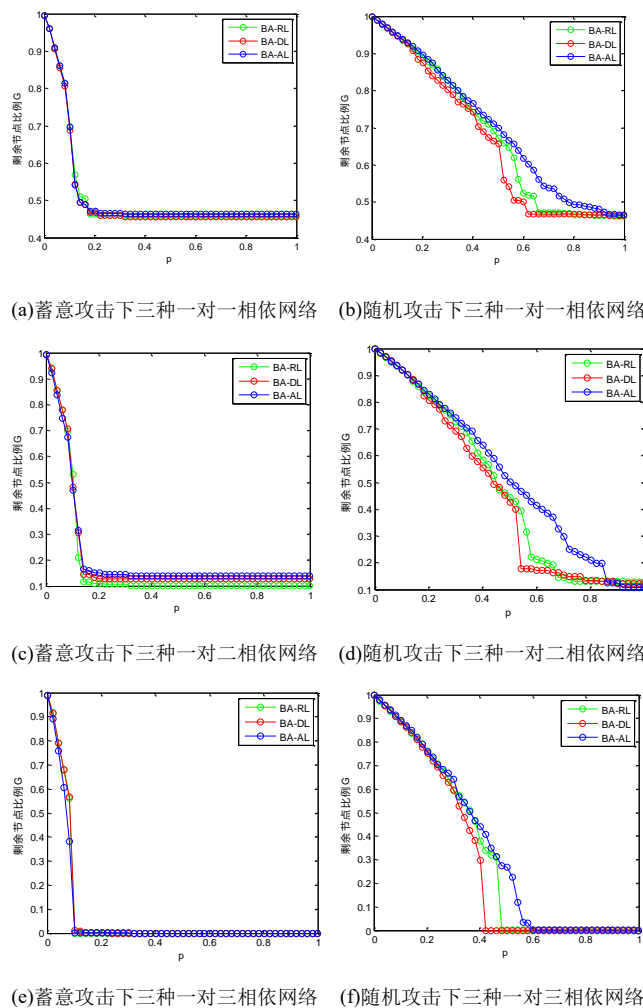 1
0.9
0.8
0.7
0.6
0.5
0.4
0 0.2 0.4 0.6 0.8 1
剩余节点比例G
p
BA-RL
BA-DL
BA-AL
1
0.9
0.8
0.7
0.6
0.5
0.4
0 0.2 0.4 0.6 0.8 1
剩余节点比例G
p
BA-RL
BA-DL
BA-AL
(a)蓄意攻击下三种一对一相依网络 (b)随机攻击下三种一对一相依网络
1
0.9
0.8
0.7
0.6
0.5
0.4
0.3
0.2
0.1
0 0.2 0.4 0.6 0.8 1
剩余节点比例G
p
BA-RL
BA-DL
BA-AL
1
0.9
0.8
0.7
0.6
0.5
0.4
0.3
0.2
0.1
0 0.2 0.4 0.6 0.8
剩余节点比例G
p
BA-RL
BA-DL
BA-AL
(c)蓄意攻击下三种一对二相依网络 (d)随机攻击下三种一对二相依网络
1
0.9
0.8
0.7
0.6
0.5
0.4
0.3
0.2
0.1
0
0 0.2 0.4 0.6 0.8 1
剩余节点比例G
p
BA-RL
BA-DL
BA-AL
1
0.9
0.8
0.7
0.6
0.5
0.4
0.3
0.2
0.1
0
0 0.2 0.4 0.6 0.8 1
剩余节点比例G
p
BA-RL
BA-DL
BA-AL
(e)蓄意攻击下三种一对三相依网络 (f)随机攻击下三种一对三相依网络